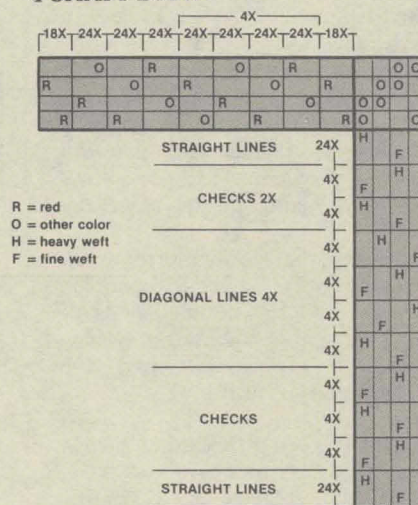 4X
18X 24X 24X 24X 24X 24X 24X 24X 18X
O R O R O O
R O R O R O O
R O R O O O
R R O R R O O
STRAIGHT LINES 24X H F
4X F H
CHECKS 2X
4X H F
R = red
O = other color
H = heavy weft
F = fine weft
4X H F
4X F H
DIAGONAL LINES 4X
4X F H
4X H F
4X F H
CHECKS 4X H F
4X F H
STRAIGHT LINES 24X H F